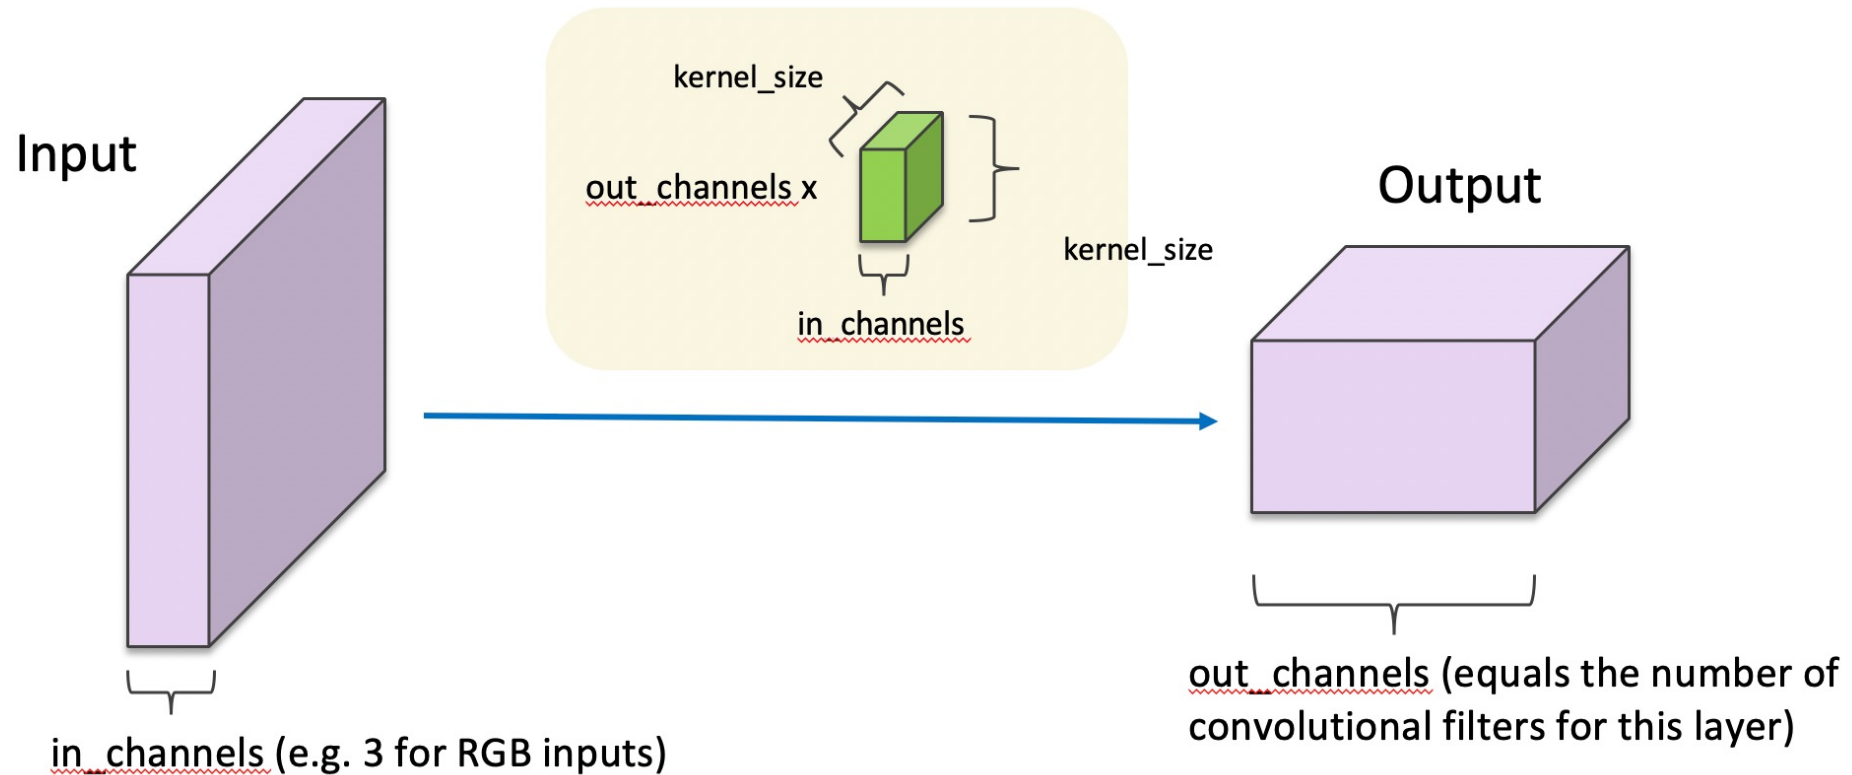 Input
kernel_size
out_channels x
kernel_size
in_channels
Output
in_channels (e.g. 3 for RGB inputs)
out_channels (equals the number of
convolutional filters for this layer)